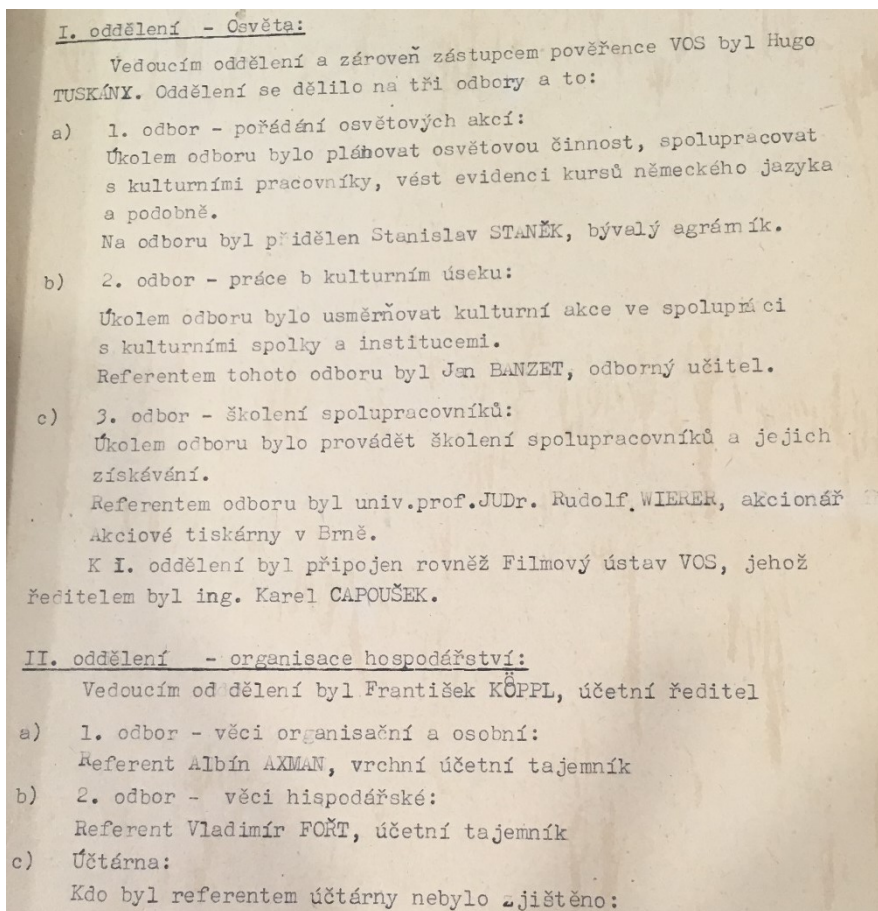 I. oddělení - Osvěta:
Vedoucím oddělení a zároveň zástupcem pověřence VOS byl Hugo
TUSKÁNY. Oddělení se dělilo na tři odbory a to:
a) 1. odbor - pořádání osvětových akcí:
Úkolem odboru bylo plánovat osvětovou činnost, spolupracovat
s kulturními pracovníky, vést evidenci kursů německého jazyka
a podobně.
Na odboru byl přidělen Stanislav STANĚK, bývalý agrárník.
b) 2. odbor - práce b kulturním úseku:
Úkolem odboru bylo usměrňovat kulturní akce ve spolupráci
s kulturními spolky a institucemi.
Referentem tohoto odboru byl Jan BANZET, odborný učitel.
c) 3. odbor - školení spolupracovníků:
Úkolem odboru bylo provádět školení spolupracovníků a jejich
získávání.
Referentem odboru byl univ.prof.JUDr. Rudolf WIERER, akcionář
Akciové tiskárny v Brně.
K I. oddělení byl připojen rovněž Filmový ústav VOS, jehož
ředitelem byl ing. Karel CAPOUŠEK.
II. oddělení - organisace hospodářství:
Vedoucím od dělení byl František KÖPPL, účetní ředitel
a) 1. odbor - věci organisační a osobní:
Referent Albín AXMAN, vrchní účetní tajemník
b) 2. odbor - věci hispodářské:
Referent Vladimír FOŘT, účetní tajemník
c) Účtárna:
Kdo byl referentem účtárny nebylo zjištěno: